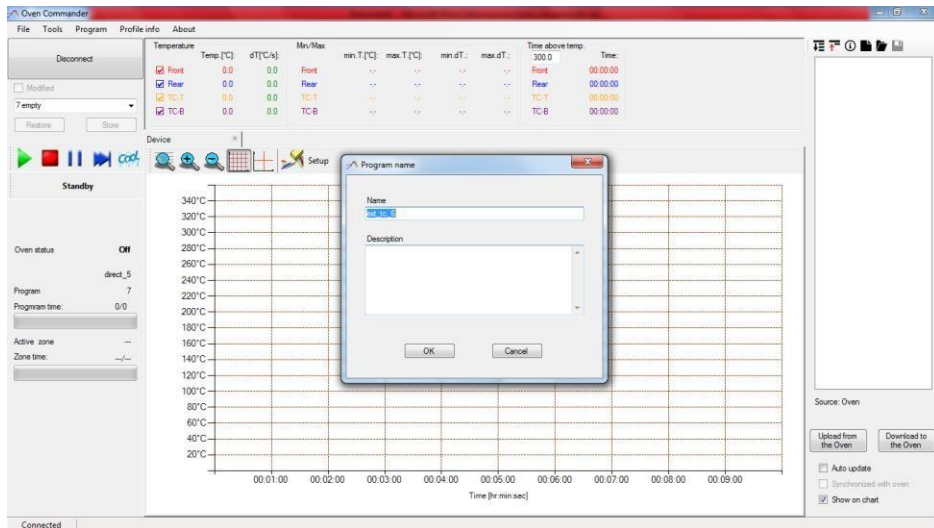 Oven Commander
File Tools Program Profile info About
Disconnect
Modified
7 empty
Restore Store
Standby
Oven status Off
direct_5
Program 7
Progmram time: 0/0
Active zone --
Zone time: --/--
Temperature
Temp.[°C]: dT[°C/s]:
Front 0.0 0.0
Rear 0.0 0.0
TC-T 0.0 0.0
TC-B 0.0 0.0
Min/Max
min.T.[°C]: max.T.[°C]: min.dT.: max.dT.:
Front -.- -.- -.- -.-
Rear -.- -.- -.- -.-
TC-T -.- -.- -.- -.-
TC-B -.- -.- -.- -.-
Time above temp.
300.0 Time:
Front 00:00:00
Rear 00:00:00
TC-T 00:00:00
TC-B 00:00:00
Device
cool
Setup
340°C
320°C
300°C
280°C
260°C
240°C
220°C
200°C
180°C
160°C
140°C
120°C
100°C
80°C
60°C
40°C
20°C
00:01:00 00:02:00 00:03:00 00:04:00 00:05:00 00:06:00 00:07:00 00:08:00 00:09:00
Time [hr:min:sec]
Program name
Name
ext_tc_6
Description
OK Cancel
Source: Oven
Upload from
the Oven
Download to
the Oven
Auto update
Synchronized with oven
Show on chart
Connected